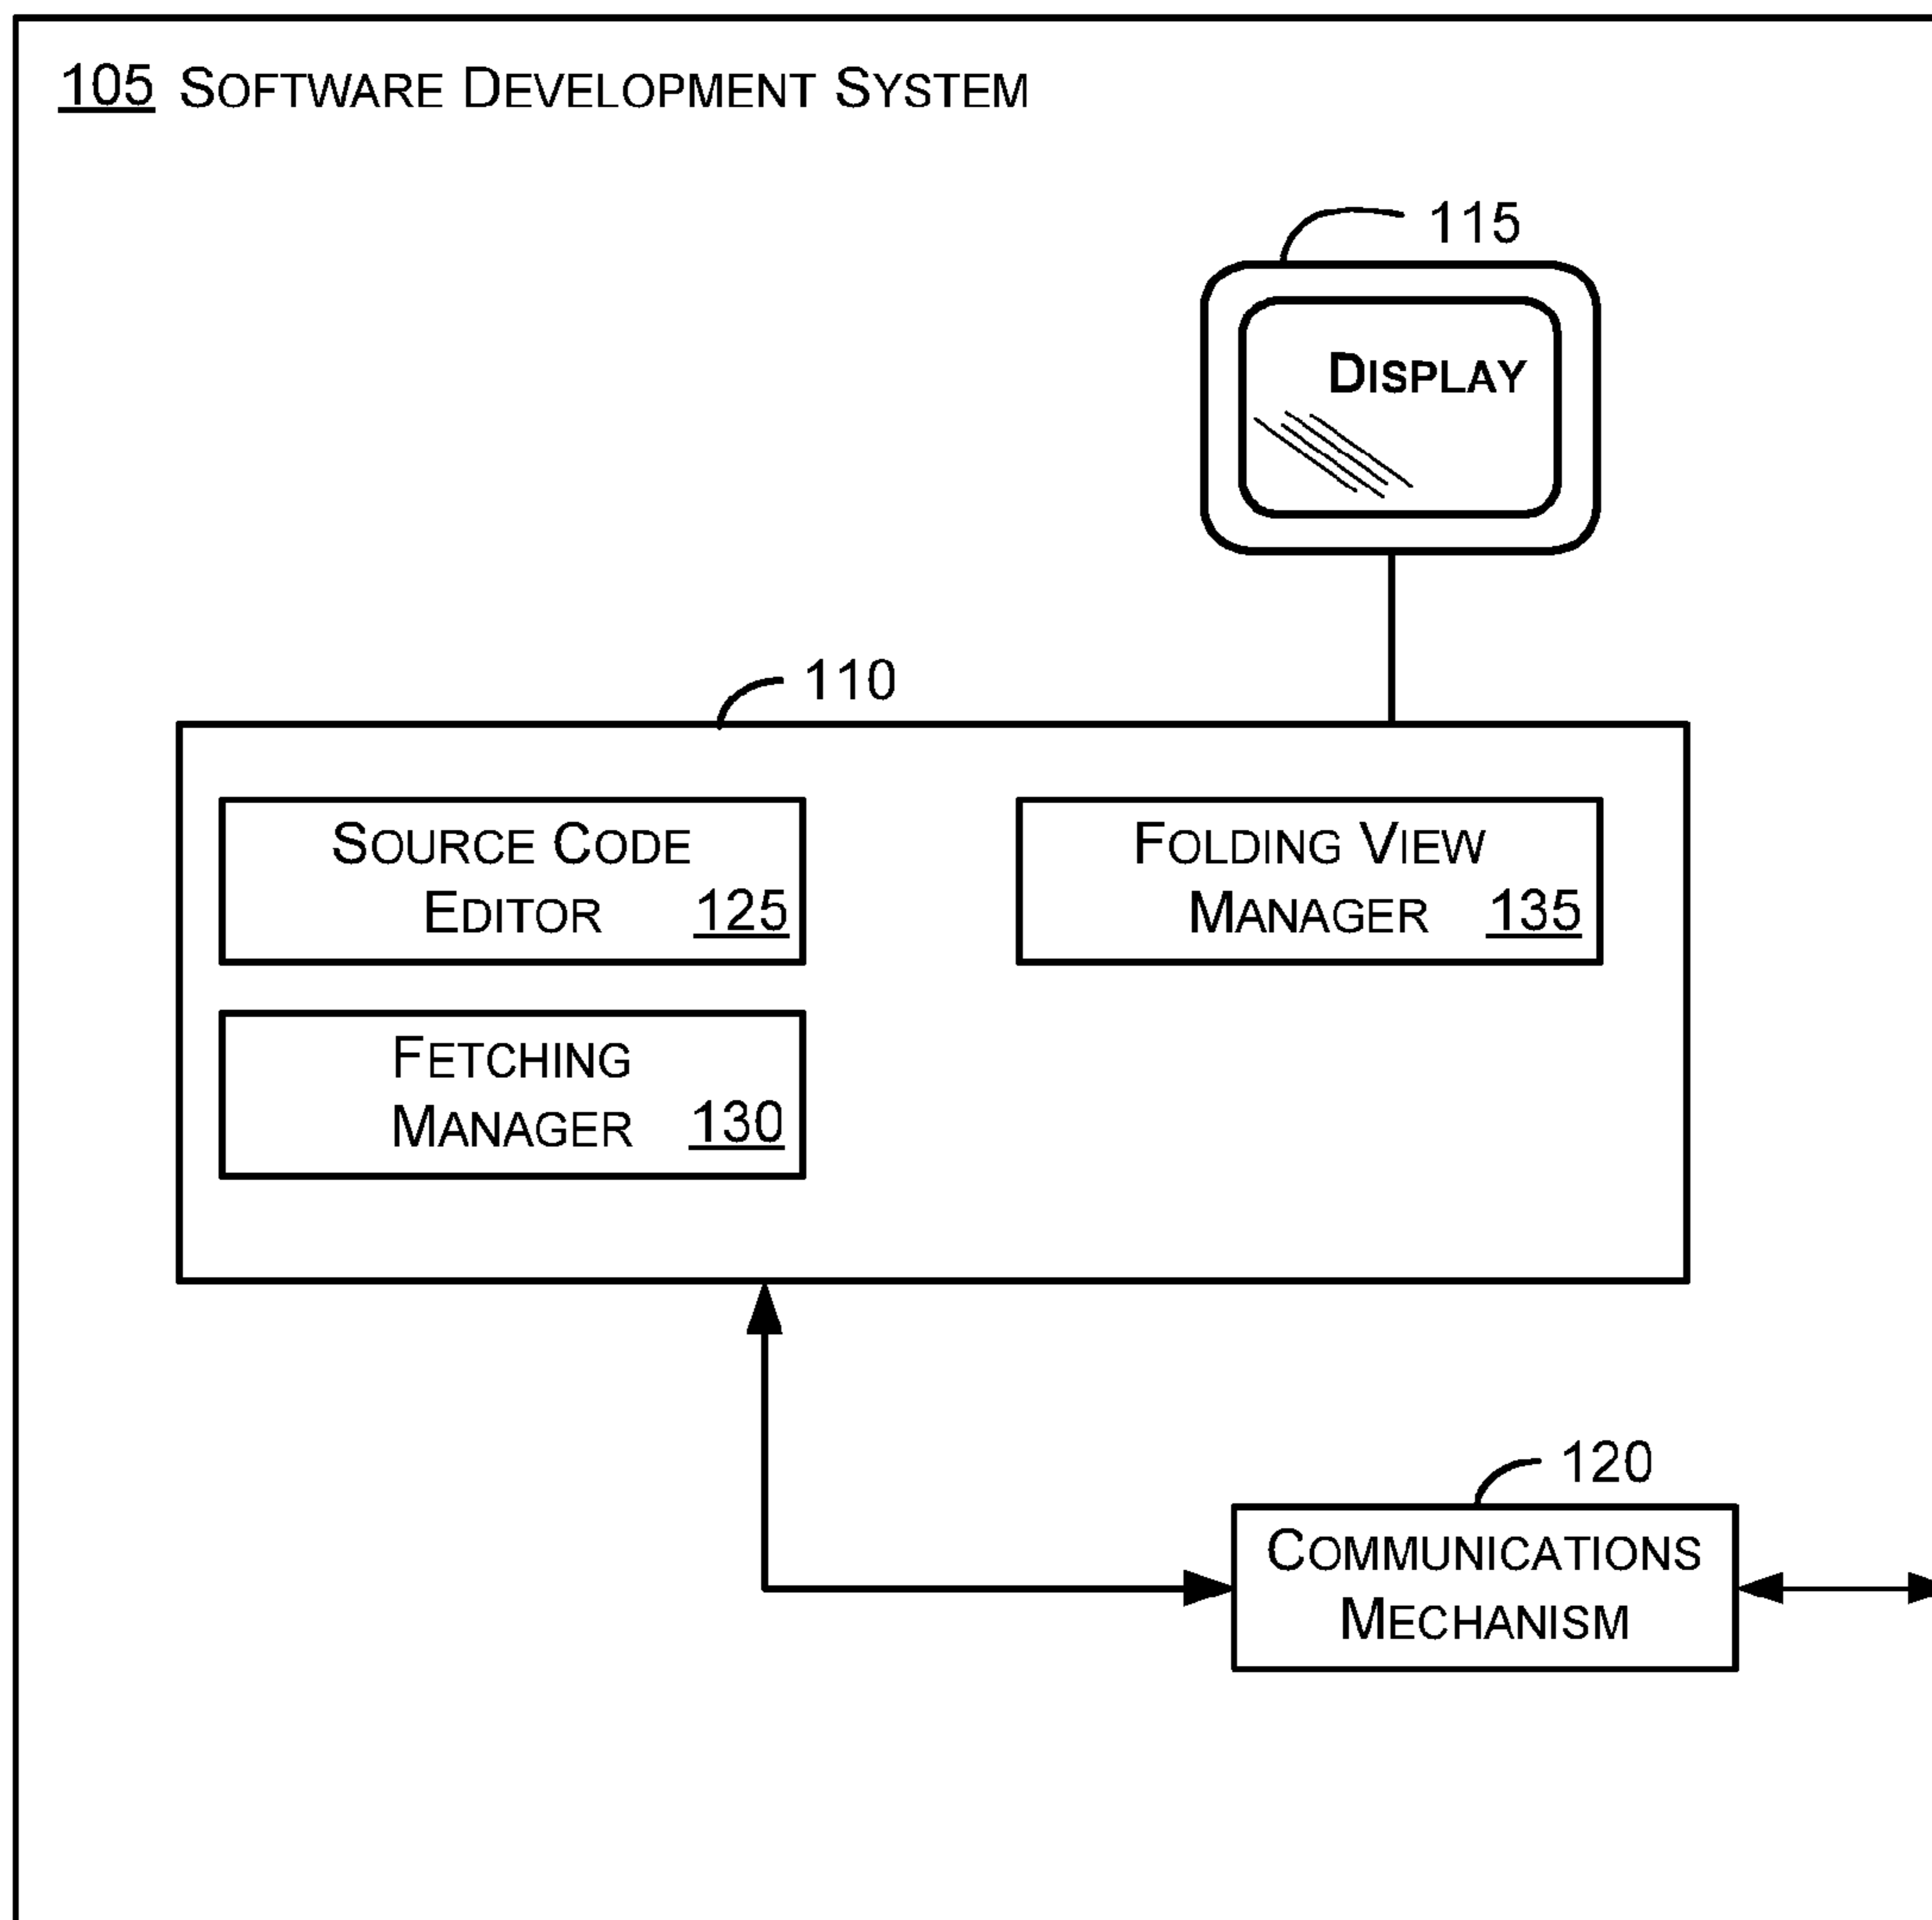 105 SOFTWARE DEVELOPMENT SYSTEM
115
DISPLAY
110
SOURCE CODE
EDITOR 125
FOLDING VIEW
MANAGER 135
FETCHING
MANAGER 130
120
COMMUNICATIONS
MECHANISM